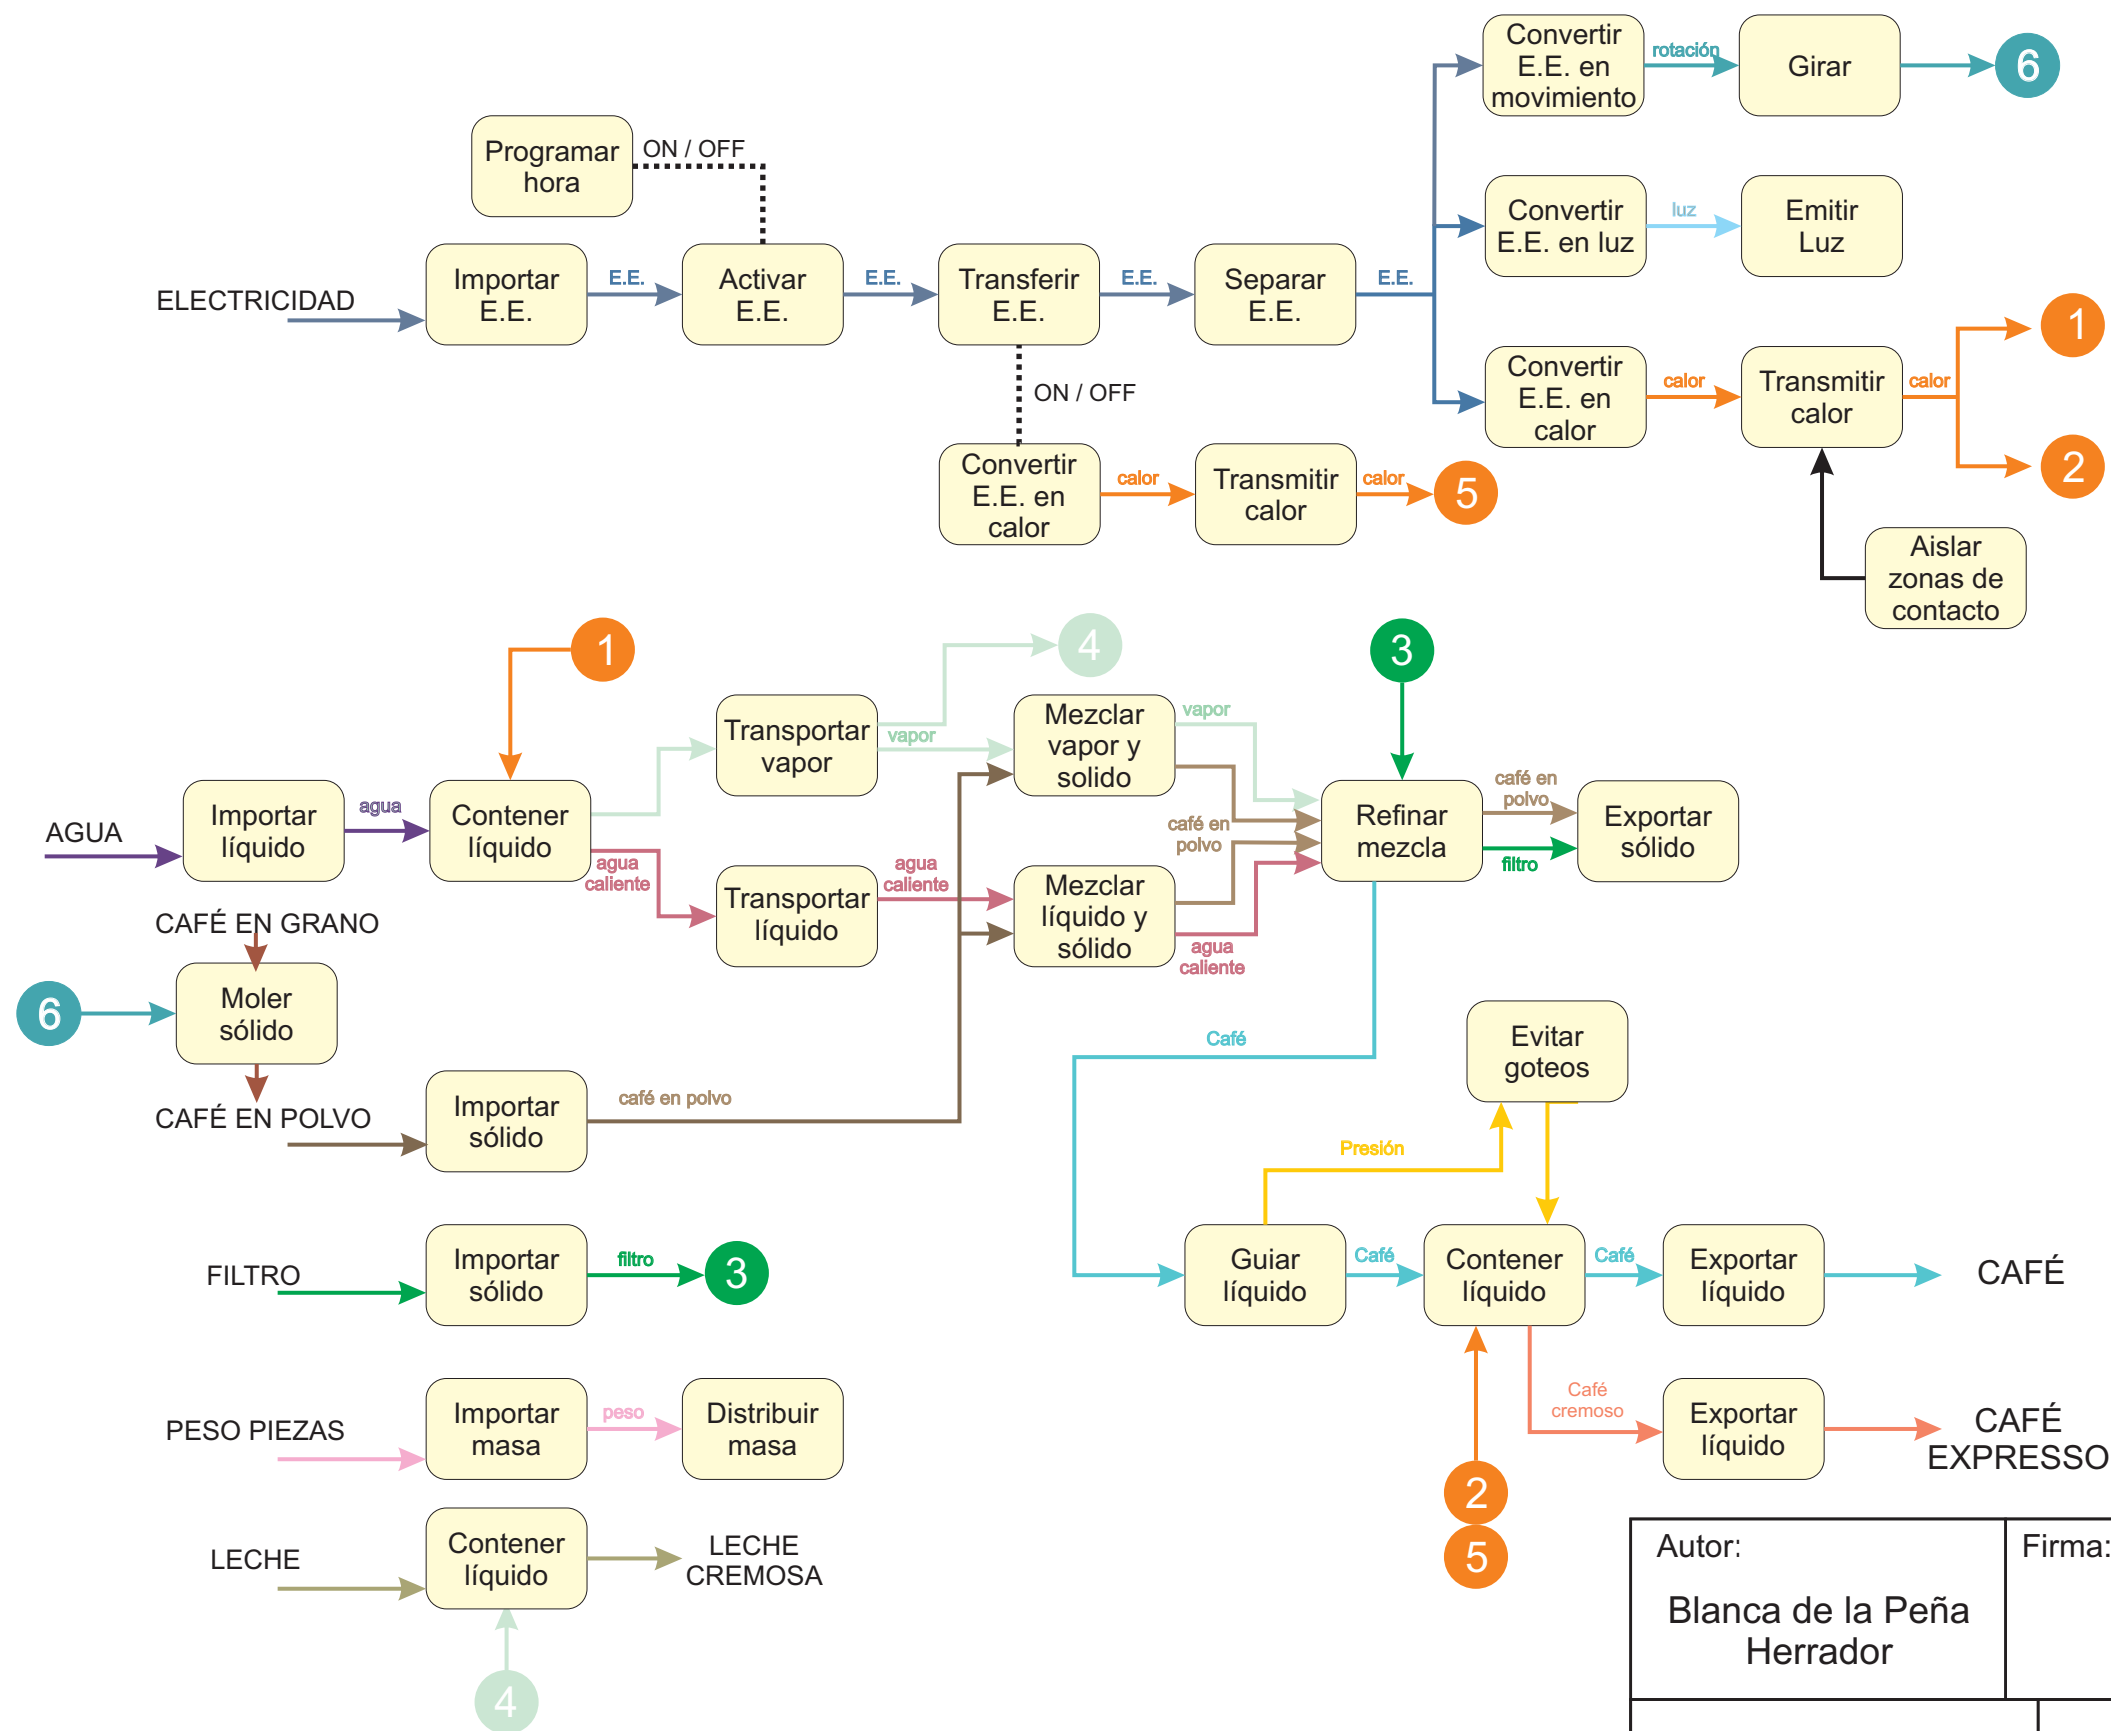 Convertir
E.E. en
movimiento
rotación
Girar
6
Programar
hora
ON / OFF
Convertir
E.E. en luz
luz
Emitir
Luz
ELECTRICIDAD
Importar
E.E.
E.E.
Activar
E.E.
E.E.
Transferir
E.E.
E.E.
Separar
E.E.
E.E.
1
Convertir
E.E. en
calor
calor
Transmitir
calor
calor
2
ON / OFF
Convertir
E.E. en
calor
calor
Transmitir
calor
calor
5
Aislar
zonas de
contacto
1
4
3
Transportar
vapor
vapor
Mezclar
vapor y
solido
vapor
AGUA
Importar
líquido
agua
Contener
líquido
agua
caliente
Transportar
líquido
agua
caliente
Mezclar
líquido y
sólido
café en
polvo
agua
caliente
Refinar
mezcla
café en
polvo
filtro
Exportar
sólido
CAFÉ EN GRANO
6
Moler
sólido
CAFÉ EN POLVO
Importar
sólido
café en polvo
Café
Evitar
goteos
Presión
FILTRO
Importar
sólido
filtro
3
Guiar
líquido
Café
Contener
líquido
Café
Exportar
líquido
CAFÉ
PESO PIEZAS
Importar
masa
peso
Distribuir
masa
Café
cremoso
Exportar
líquido
CAFÉ
EXPRESSO
2
5
LECHE
Contener
líquido
LECHE
CREMOSA
4
Autor:
Blanca de la Peña
Herrador
Firma: